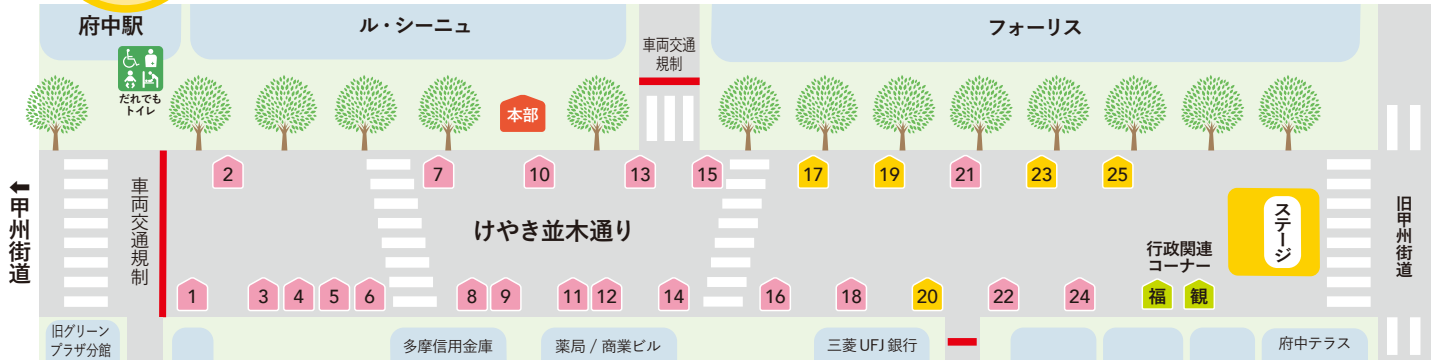 府中駅
ル・シーニュ
車両交通
規制
フォーリス
だれでも
トイレ
本部
2
7
10
13
15
17
19
21
23
25
←甲州街道
車両交通規制
けやき並木通り
ステージ
旧甲州街道
行政関連
コーナー
1
3
4
5
6
8
9
11
12
14
16
18
20
22
24
福
観
旧グリーン
プラザ分館
多摩信用金庫
薬局 / 商業ビル
三菱UFJ銀行
府中テラス